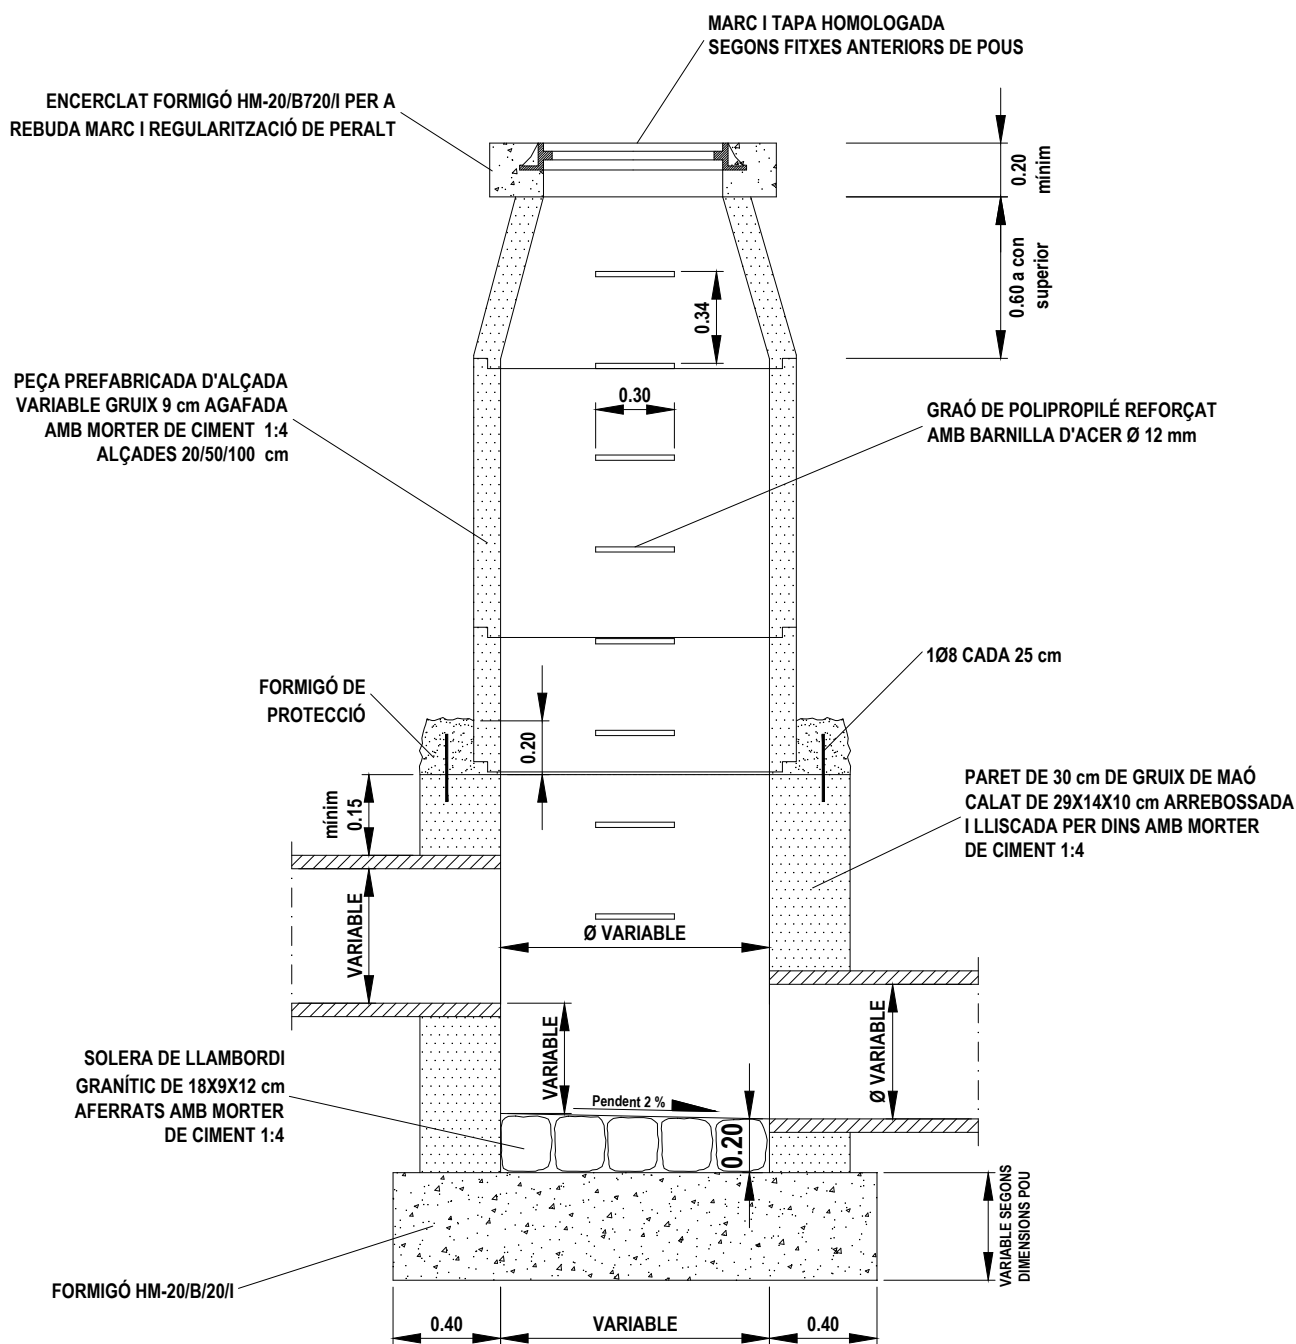 MARC I TAPA HOMOLOGADA
SEGONS FITXES ANTERIORS DE POUS
ENCERCLAT FORMIGÓ HM-20/B720/I PER A
REBUDA MARC I REGULARITZACIÓ DE PERALT
0.20
mínim
0.60 a con
superior
0.34
0.30
PEÇA PREFABRICADA D'ALÇADA
VARIABLE GRUIX 9 cm AGAFADA
AMB MORTER DE CIMENT 1:4
ALÇADES 20/50/100 cm
GRAÓ DE POLIPROPILÉ REFORÇAT
AMB BARNILLA D'ACER Ø 12 mm
1Ø8 CADA 25 cm
FORMIGÓ DE
PROTECCIÓ
0.20
mínim
0.15
PARET DE 30 cm DE GRUIX DE MAÓ
CALAT DE 29X14X10 cm ARREBOSSADA
I LLISCADA PER DINS AMB MORTER
DE CIMENT 1:4
VARIABLE
Ø VARIABLE
VARIABLE
Ø VARIABLE
SOLERA DE LLAMBORDI
GRANÍTIC DE 18X9X12 cm
AFERRATS AMB MORTER
DE CIMENT 1:4
Pendent 2 %
0.20
VARIABLE SEGONS
DIMENSIONS POU
FORMIGÓ HM-20/B/20/I
0.40
VARIABLE
0.40